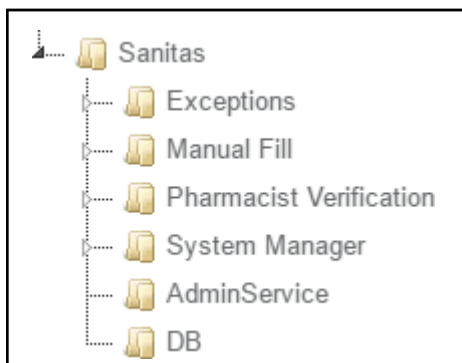 Sanitas
Exceptions
Manual Fill
Pharmacist Verification
System Manager
AdminService
DB